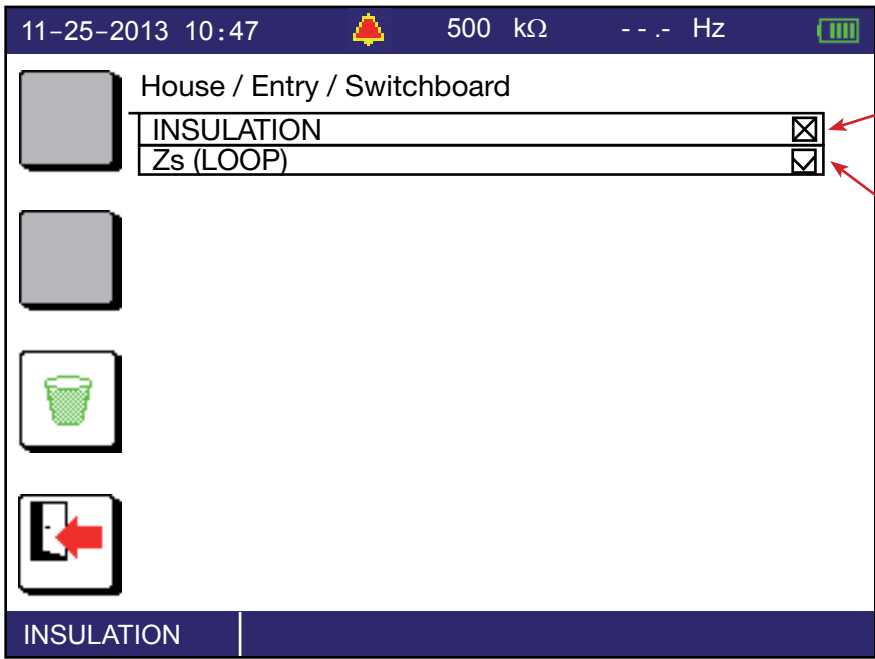 11-25-2013 10:47 500 kΩ - - .- Hz
House / Entry / Switchboard
INSULATION
Zs (LOOP)
INSULATION